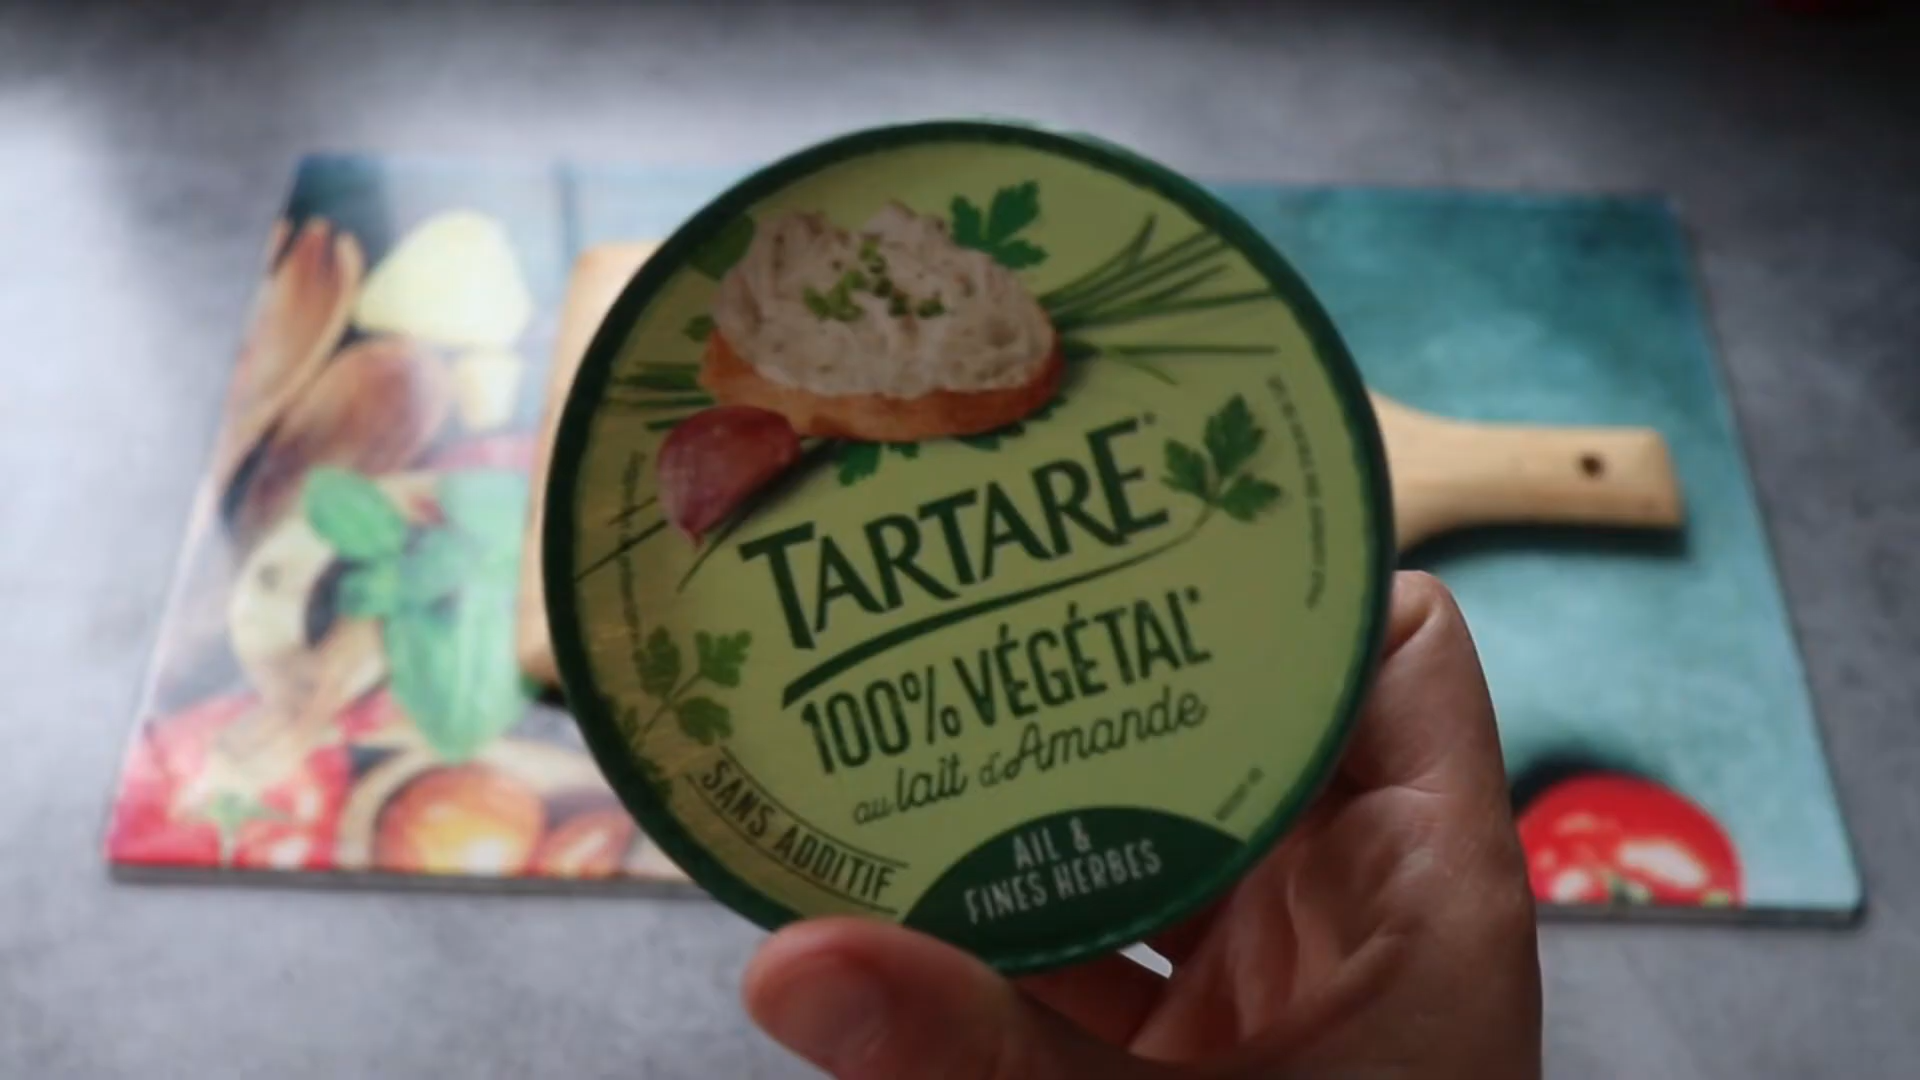 TARTARE
100% VÉGÉTAL*
au lait d'Amande
SANS ADDITIF
AIL &
FINES HERBES